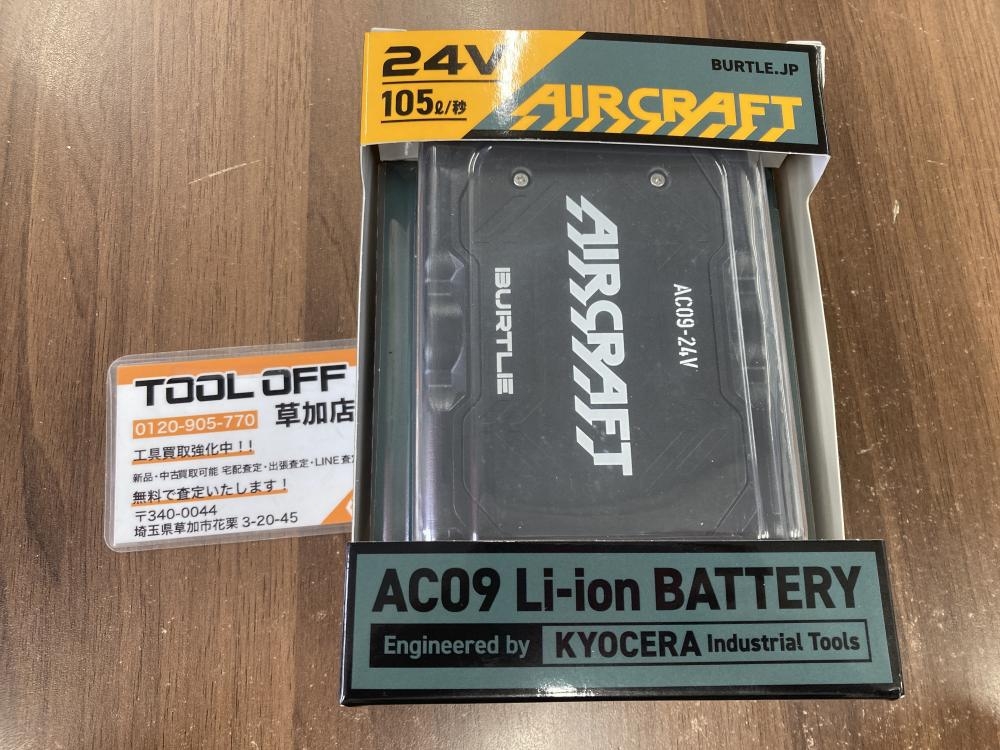 24V
105ℓ/秒
BURTLE.JP
AIRCRAFT
AIRCRAFT
BURTLE
AC09-24V
TOOL OFF
0120-905-770 草加店
工具買取強化中!!
新品・中古買取可能 宅配査定・出張査定・LINE査
無料で査定いたします!
〒340-0044
埼玉県草加市花栗 3-20-45
AC09 Li-ion BATTERY
Engineered by KYOCERA Industrial Tools